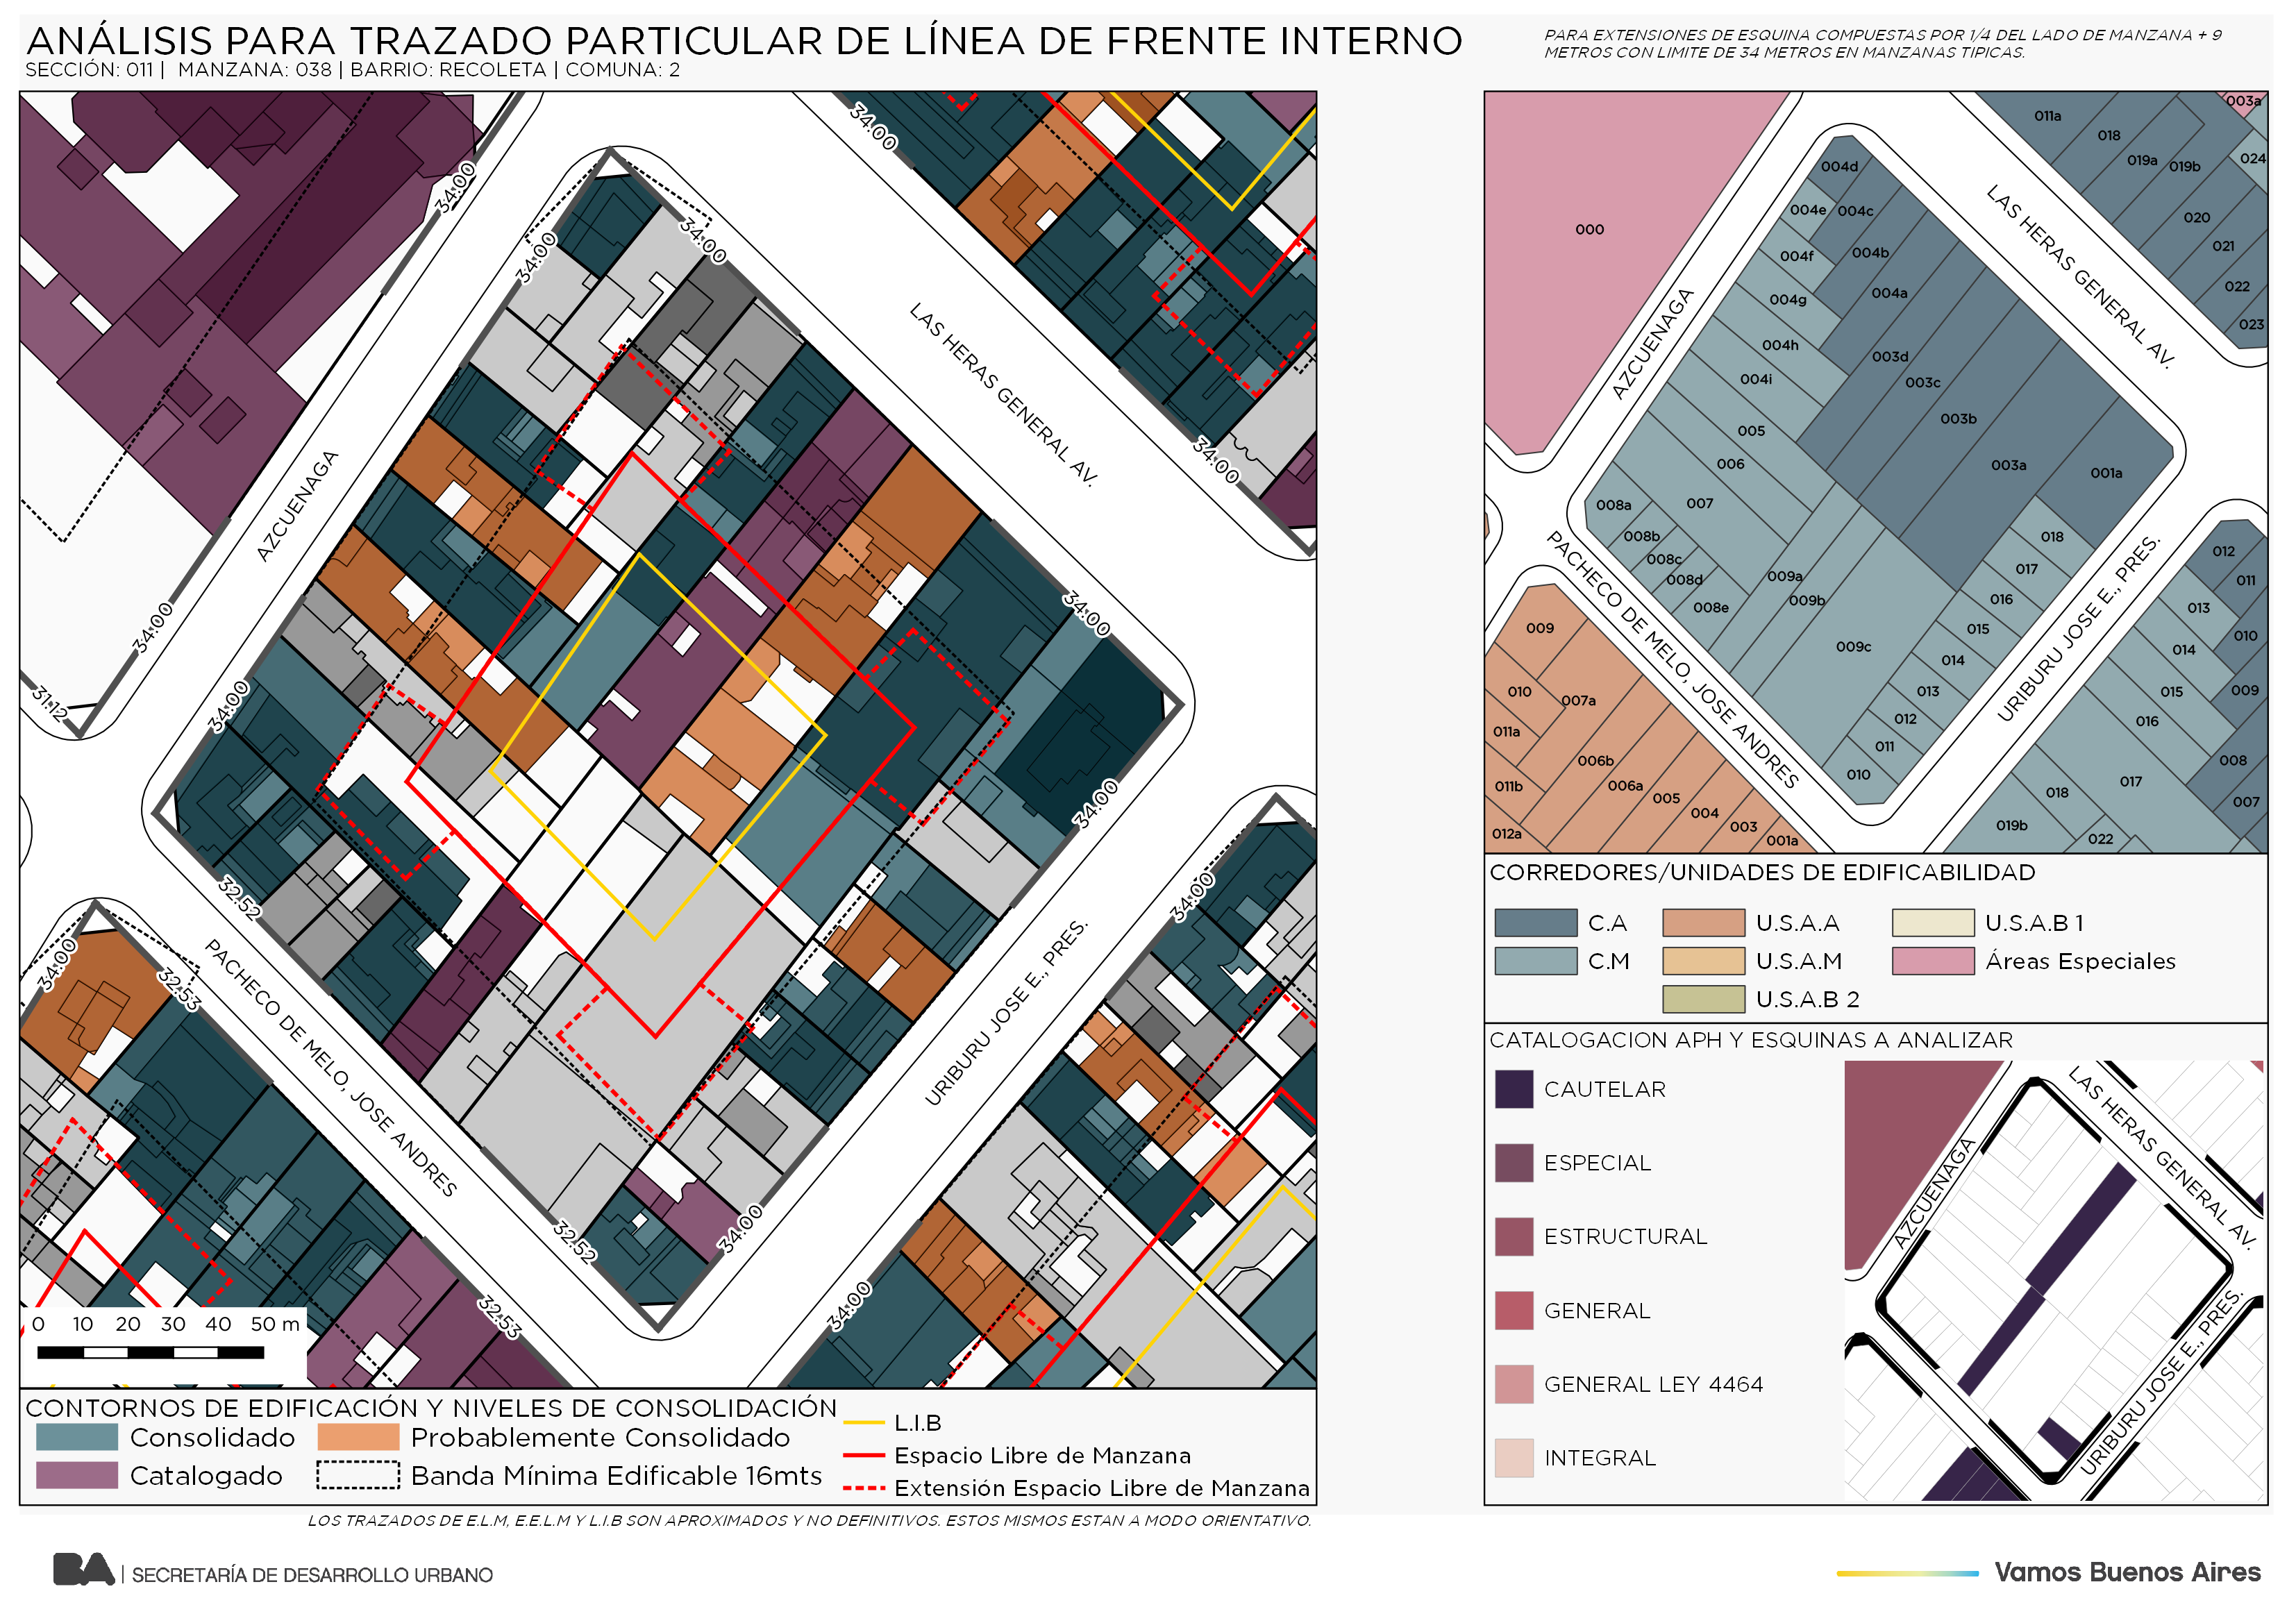 ANÁLISIS PARA TRAZADO PARTICULAR DE LÍNEA DE FRENTE INTERNO
SECCIÓN: 011 | MANZANA: 038 | BARRIO: RECOLETA | COMUNA: 2
PARA EXTENSIONES DE ESQUINA COMPUESTAS POR 1/4 DEL LADO DE MANZANA + 9
METROS CON LIMITE DE 34 METROS EN MANZANAS TIPICAS.
34.00
34.00
34.00
34.00
LAS HERAS GENERAL AV.
34.00
AZCUENAGA
34.00
34.00
34.00
31.12
34.00
34.00
32.52
34.00
34.00
32.53
PACHECO DE MELO, JOSE ANDRES
URIBURU JOSE E., PRES.
32.52
34.00
32.53
34.00
0 10 20 30 40 50 m
CONTORNOS DE EDIFICACIÓN Y NIVELES DE CONSOLIDACIÓN
Consolidado
Probablemente Consolidado
Catalogado
Banda Mínima Edificable 16mts
L.I.B
Espacio Libre de Manzana
Extensión Espacio Libre de Manzana
LOS TRAZADOS DE E.L.M, E.E.L.M Y L.I.B SON APROXIMADOS Y NO DEFINITIVOS. ESTOS MISMOS ESTAN A MODO ORIENTATIVO.
000
011a
018
003a
019a
019b
024
020
021
022
023
LAS HERAS GENERAL AV.
004d
004e
004c
004f
004b
004g
004a
004h
003d
004i
003c
005
003b
006
003a
001a
007
008a
008b
008c
008d
008e
009a
009b
009c
018
017
016
015
014
013
012
011
010
AZCUENAGA
PACHECO DE MELO, JOSE ANDRES
URIBURU JOSE E., PRES.
009
010
007a
011a
006b
011b
006a
005
004
003
012a
001a
012
011
013
010
014
009
015
016
008
017
018
007
019b
022
CORREDORES/UNIDADES DE EDIFICABILIDAD
C.A
U.S.A.A
U.S.A.B 1
C.M
U.S.A.M
Áreas Especiales
U.S.A.B 2
CATALOGACION APH Y ESQUINAS A ANALIZAR
CAUTELAR
ESPECIAL
ESTRUCTURAL
GENERAL
GENERAL LEY 4464
INTEGRAL
LAS HERAS GENERAL AV.
AZCUENAGA
URIBURU JOSE E., PRES.
BA | SECRETARÍA DE DESARROLLO URBANO
Vamos Buenos Aires